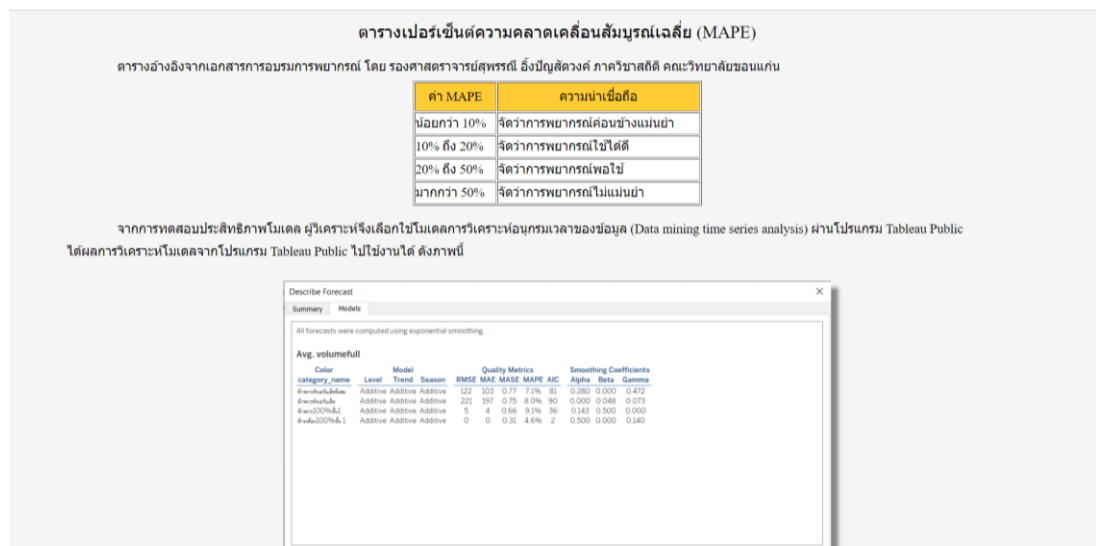 ตารางเปอร์เซ็นต์ความคลาดเคลื่อนสัมบูรณ์เฉลี่ย (MAPE)
ตารางอ้างอิงจากเอกสารการอบรมการพยากรณ์ โดย รองศาสตราจารย์สุพรรณี อึ้งปัญสัตวงศ์ ภาควิชาสถิติ คณะวิทยาลัยขอนแก่น
ค่า MAPE ความน่าเชื่อถือ
น้อยกว่า 10% จัดว่าการพยากรณ์ค่อนข้างแม่นยำ
10% ถึง 20% จัดว่าการพยากรณ์ใช้ได้ดี
20% ถึง 50% จัดว่าการพยากรณ์พอใช้
มากกว่า 50% จัดว่าการพยากรณ์ไม่แม่นยำ
จากการทดสอบประสิทธิภาพโมเดล ผู้วิเคราะห์จึงเลือกใช้โมเดลการวิเคราะห์อนุกรมเวลาของข้อมูล (Data mining time series analysis) ผ่านโปรแกรม Tableau Public
ได้ผลการวิเคราะห์โมเดลจากโปรแกรม Tableau Public ไปใช้งานได้ ดังภาพนี้
Describe Forecast
Summary Models
All forecasts were computed using exponential smoothing.
Avg. volumefull
Color Model Quality Metrics Smoothing Coefficients
category_name Level Trend Season RMSE MAE MASE MAPE AIC Alpha Beta Gamma
Additive Additive Additive 122 103 0.77 7.1% 81 0.280 0.000 0.472
Additive Additive Additive 221 197 0.75 8.0% 90 0.000 0.048 0.073
100%ชั้น1 Additive Additive Additive 5 4 0.66 9.1% 36 0.143 0.500 0.000
100%ชั้น 1 Additive Additive Additive 0 0 0.31 4.6% 2 0.500 0.000 0.140